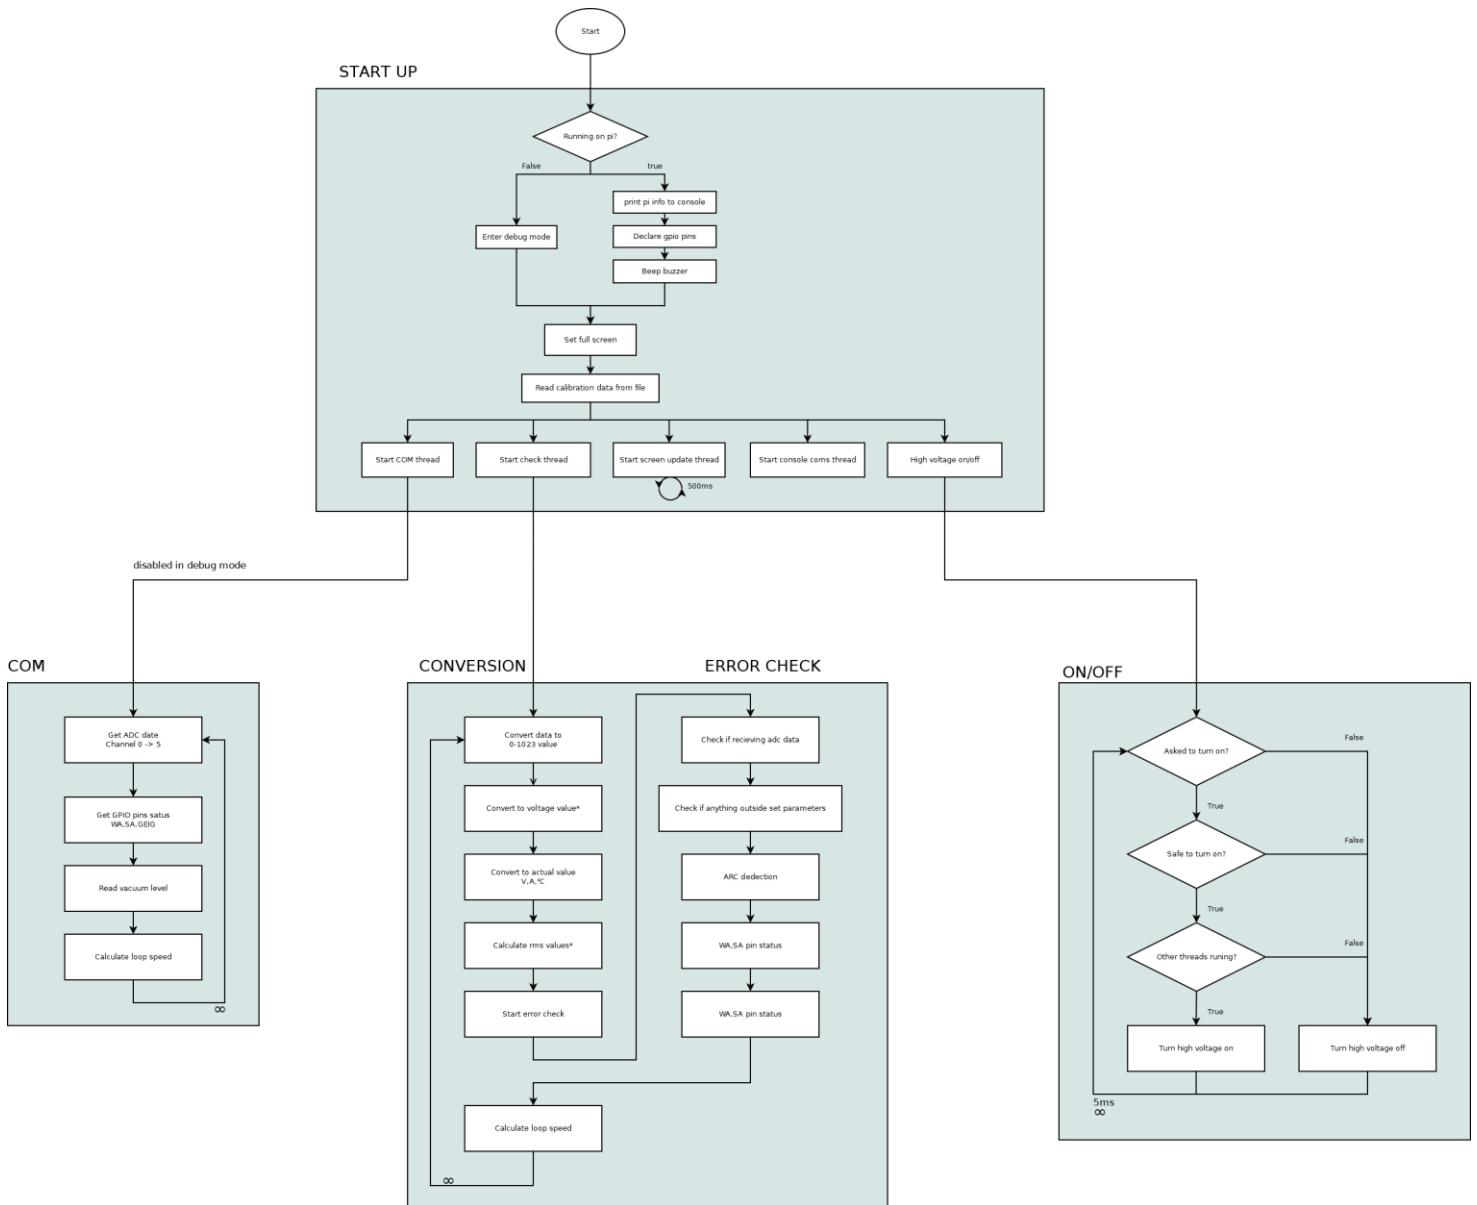 Start
START UP
Running on pi?
False
true
print pi info to console
Enter debug mode
Declare gpio pins
Beep buzzer
Set full screen
Read calibration data from file
Start COM thread
Start check thread
Start screen update thread
Start console coms thread
High voltage on/off
500ms
disabled in debug mode
COM
Get ADC date
Channel 0 -> 5
Get GPIO pins satus
WA,SA,GEIG
Read vacuum level
Calculate loop speed
∞
CONVERSION
Convert data to
0-1023 value
Convert to voltage value*
Convert to actual value
V,A,°C
Calculate rms values*
Start error check
Calculate loop speed
∞
ERROR CHECK
Check if recieving adc data
Check if anything outside set parameters
ARC dedection
WA,SA pin status
WA,SA pin status
ON/OFF
Asked to turn on?
False
True
Safe to turn on?
False
True
Other threads runing?
False
True
Turn high voltage on
Turn high voltage off
5ms
∞